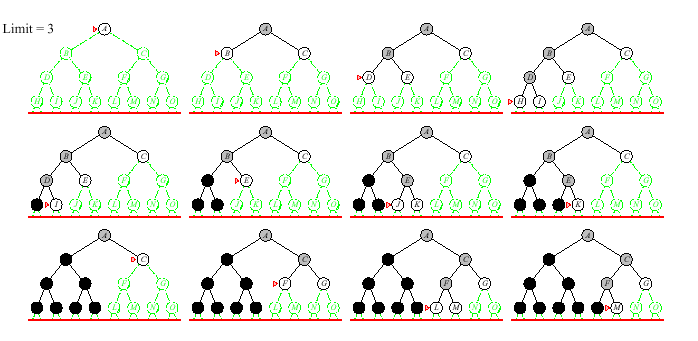 Limit = 3
A
B C
D E F G
H I J K L M N O
A
B C
D E F G
H I J K L M N O
A
B C
D E F G
H I J K L M N O
A
B C
D E F G
H I J K L M N O
A
B C
D E F G
I J K L M N O
A
B C
E F G
J K L M N O
A
B C
E F G
J K L M N O
A
B C
E F G
K L M N O
A
C
F G
L M N O
A
C
F G
L M N O
A
C
F G
L M N O
A
C
F G
M N O